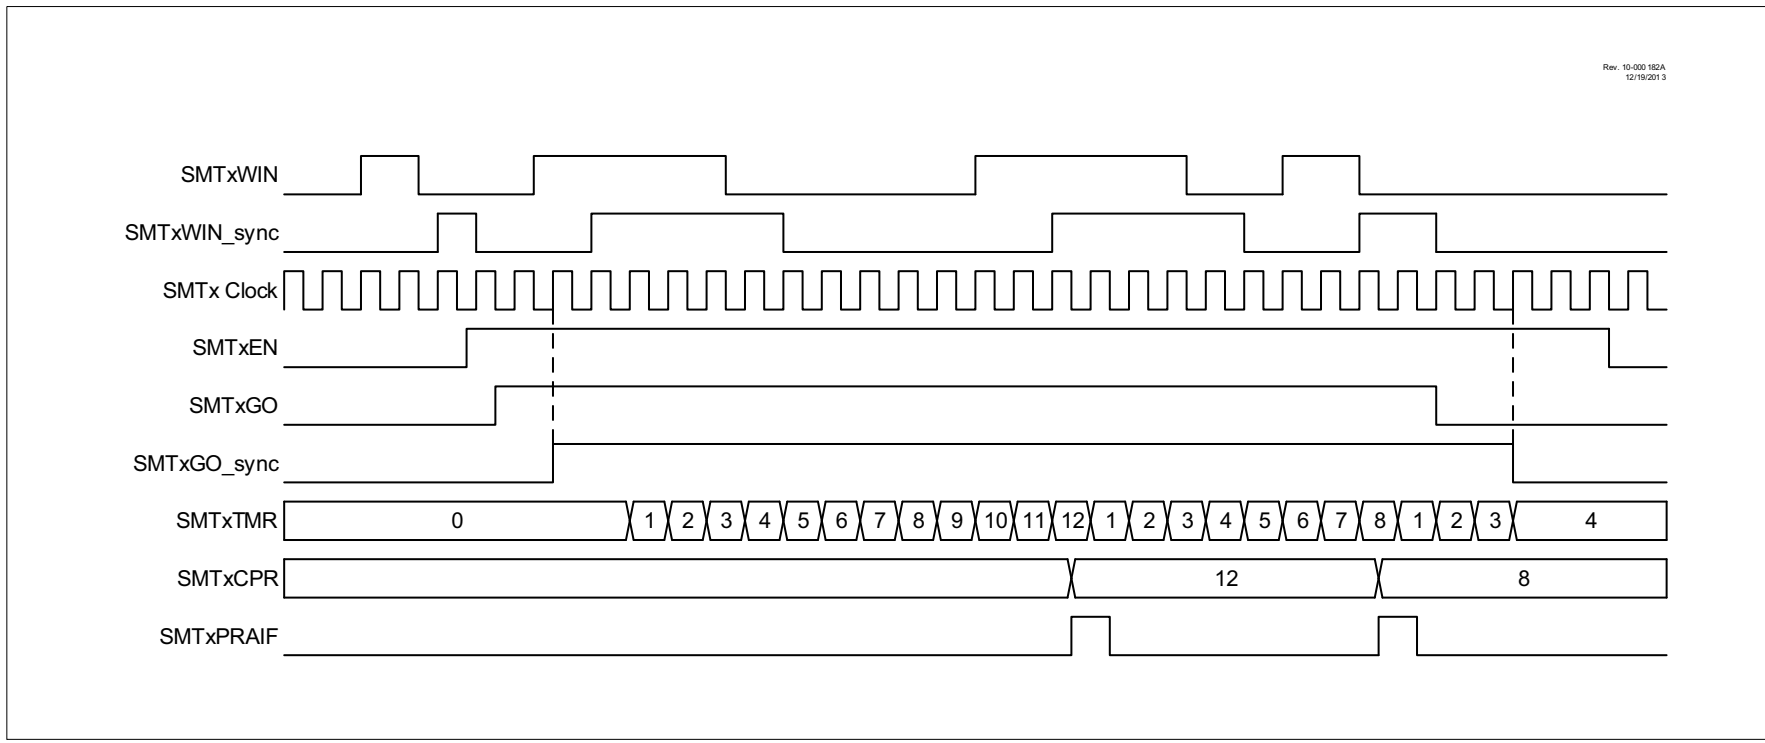 Rev. 10-000 182A
12/19/201 3
SMTxWIN
SMTxWIN_sync
SMTx Clock
SMTxEN
SMTxGO
SMTxGO_sync
SMTxTMR 0 1 2 3 4 5 6 7 8 9 10 11 12 1 2 3 4 5 6 7 8 1 2 3 4
SMTxCPR 12 8
SMTxPRAIF